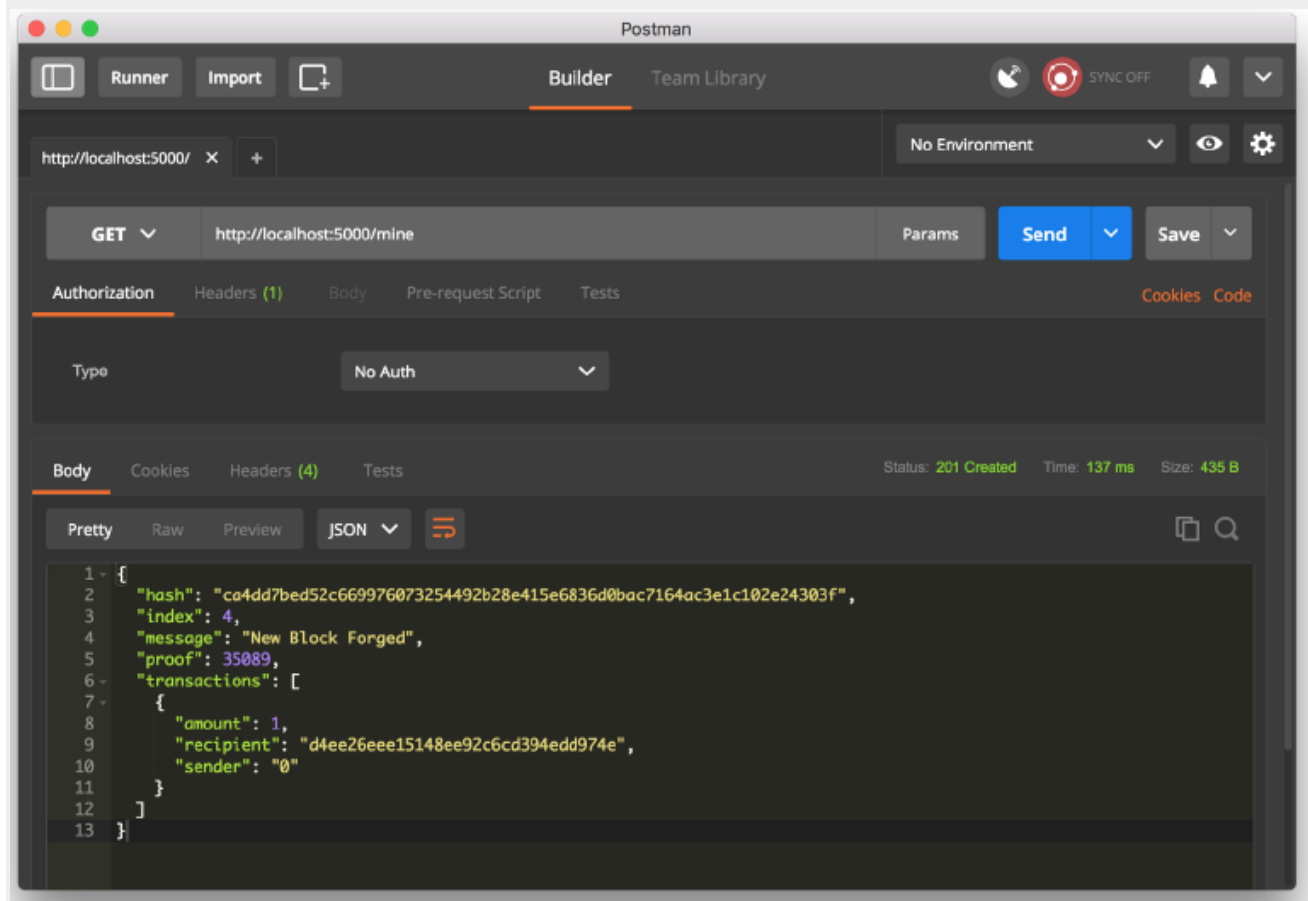 Postman
Runner Import Builder Team Library SYNC OFF
http://localhost:5000/ No Environment
GET http://localhost:5000/mine Params Send Save
Authorization Headers (1) Body Pre-request Script Tests Cookies Code
Type No Auth
Body Cookies Headers (4) Tests Status: 201 Created Time: 137 ms Size: 435 B
Pretty Raw Preview JSON
1 {
2 "hash": "ca4dd7bed52c669976073254492b28e415e6836d0bac7164ac3e1c102e24303f",
3 "index": 4,
4 "message": "New Block Forged",
5 "proof": 35089,
6 "transactions": [
7 {
8 "amount": 1,
9 "recipient": "d4ee26eee15148ee92c6cd394edd974e",
10 "sender": "0"
11 }
12 ]
13 }